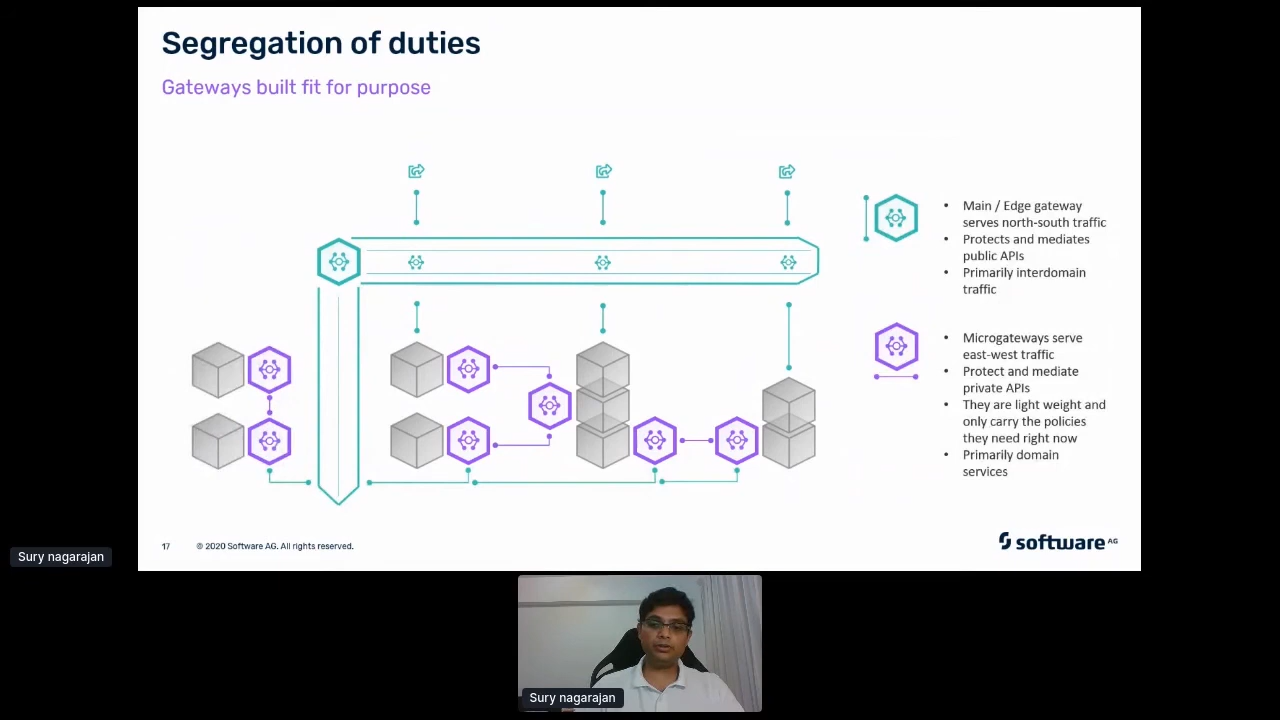 Segregation of duties
Gateways built fit for purpose
• Main / Edge gateway
serves north-south traffic
• Protects and mediates
public APIs
• Primarily interdomain
traffic
• Microgateways serve
east-west traffic
• Protect and mediate
private APIs
• They are light weight and
only carry the policies
they need right now
• Primarily domain
services
17 © 2020 Software AG. All rights reserved.
software AG
Sury nagarajan
Sury nagarajan